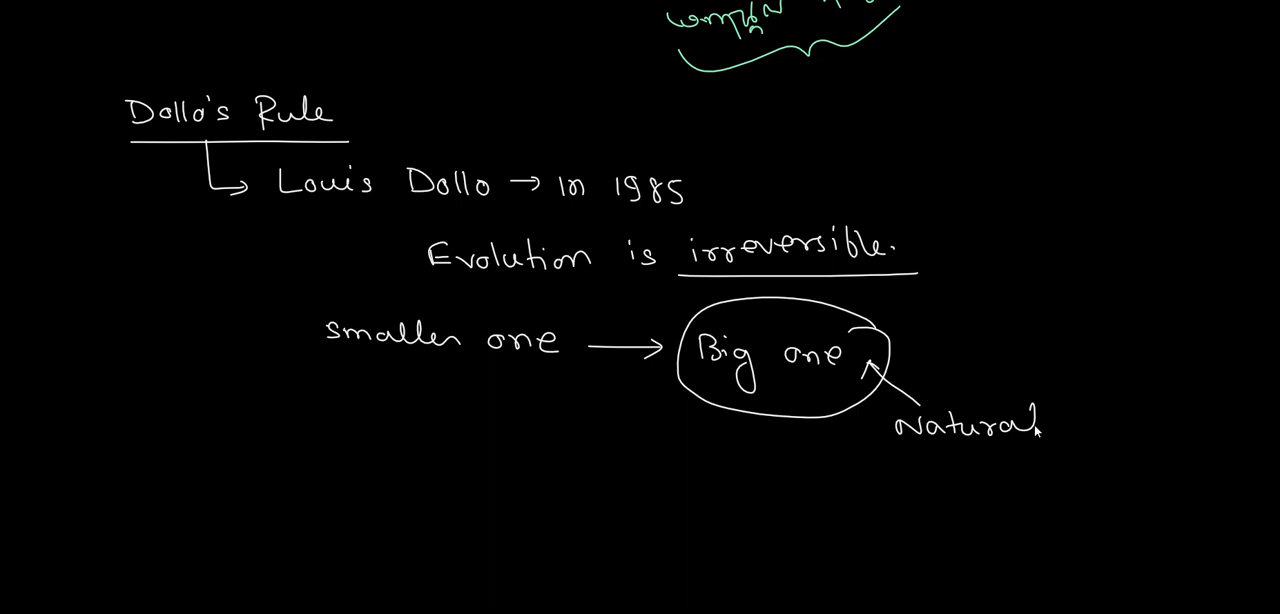 Dollo's Rule
Louis Dollo → in 1985
Evolution is irreversible.
smaller one → Big one
Natural